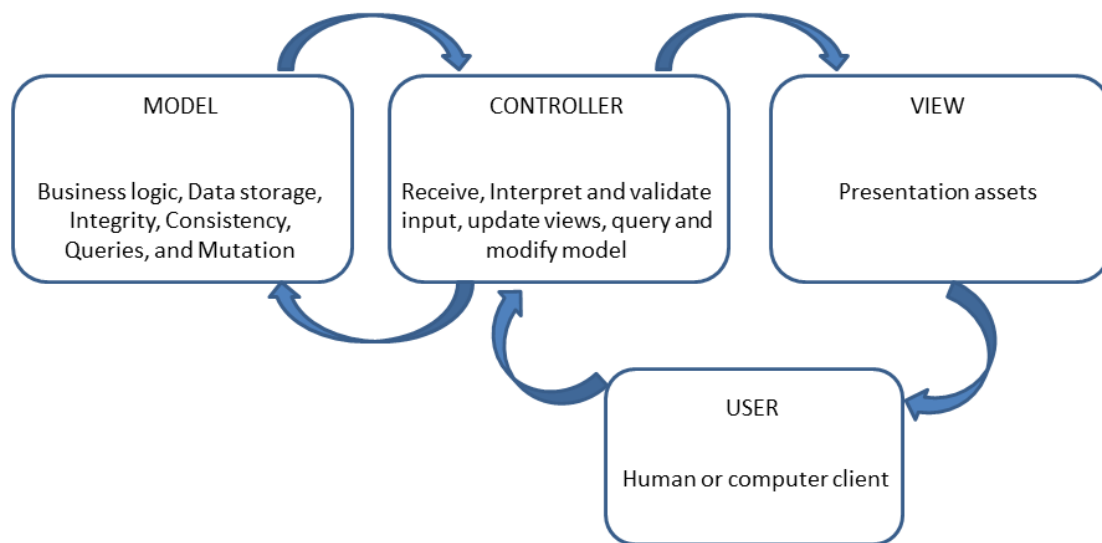 MODEL
Business logic, Data storage,
Integrity, Consistency,
Queries, and Mutation
CONTROLLER
Receive, Interpret and validate
input, update views, query and
modify model
VIEW
Presentation assets
USER
Human or computer client